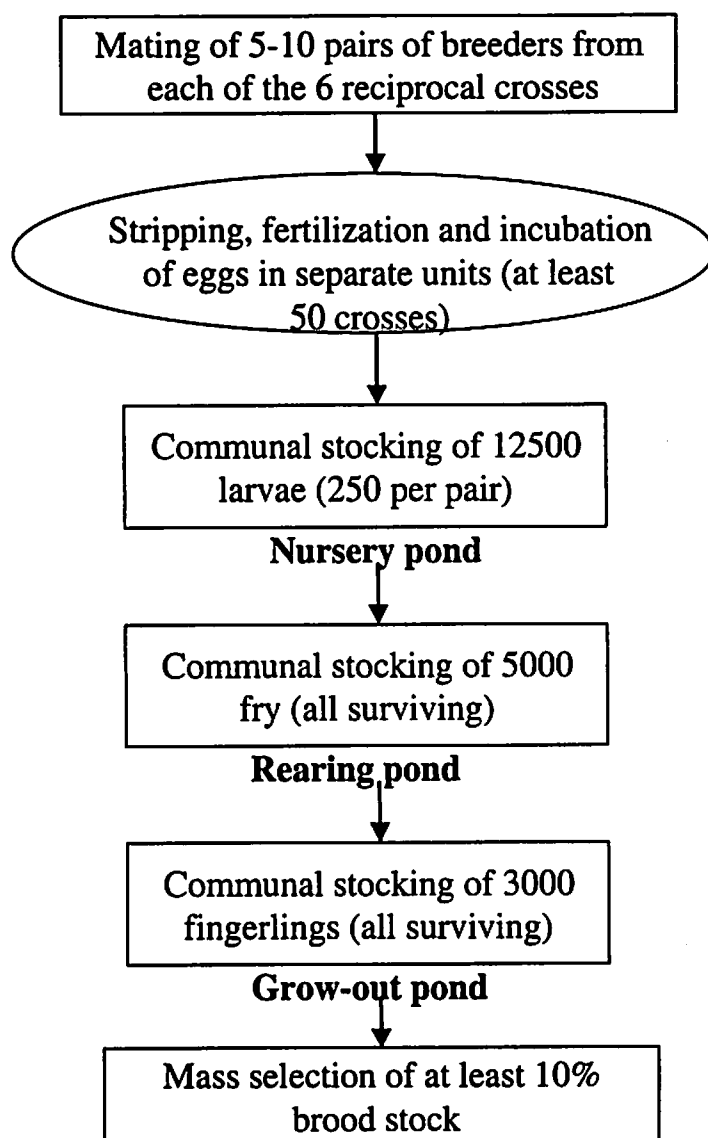 Mating of 5-10 pairs of breeders from
each of the 6 reciprocal crosses
Stripping, fertilization and incubation
of eggs in separate units (at least
50 crosses)
Communal stocking of 12500
larvae (250 per pair)
Nursery pond
Communal stocking of 5000
fry (all surviving)
Rearing pond
Communal stocking of 3000
fingerlings (all surviving)
Grow-out pond
Mass selection of at least 10%
brood stock